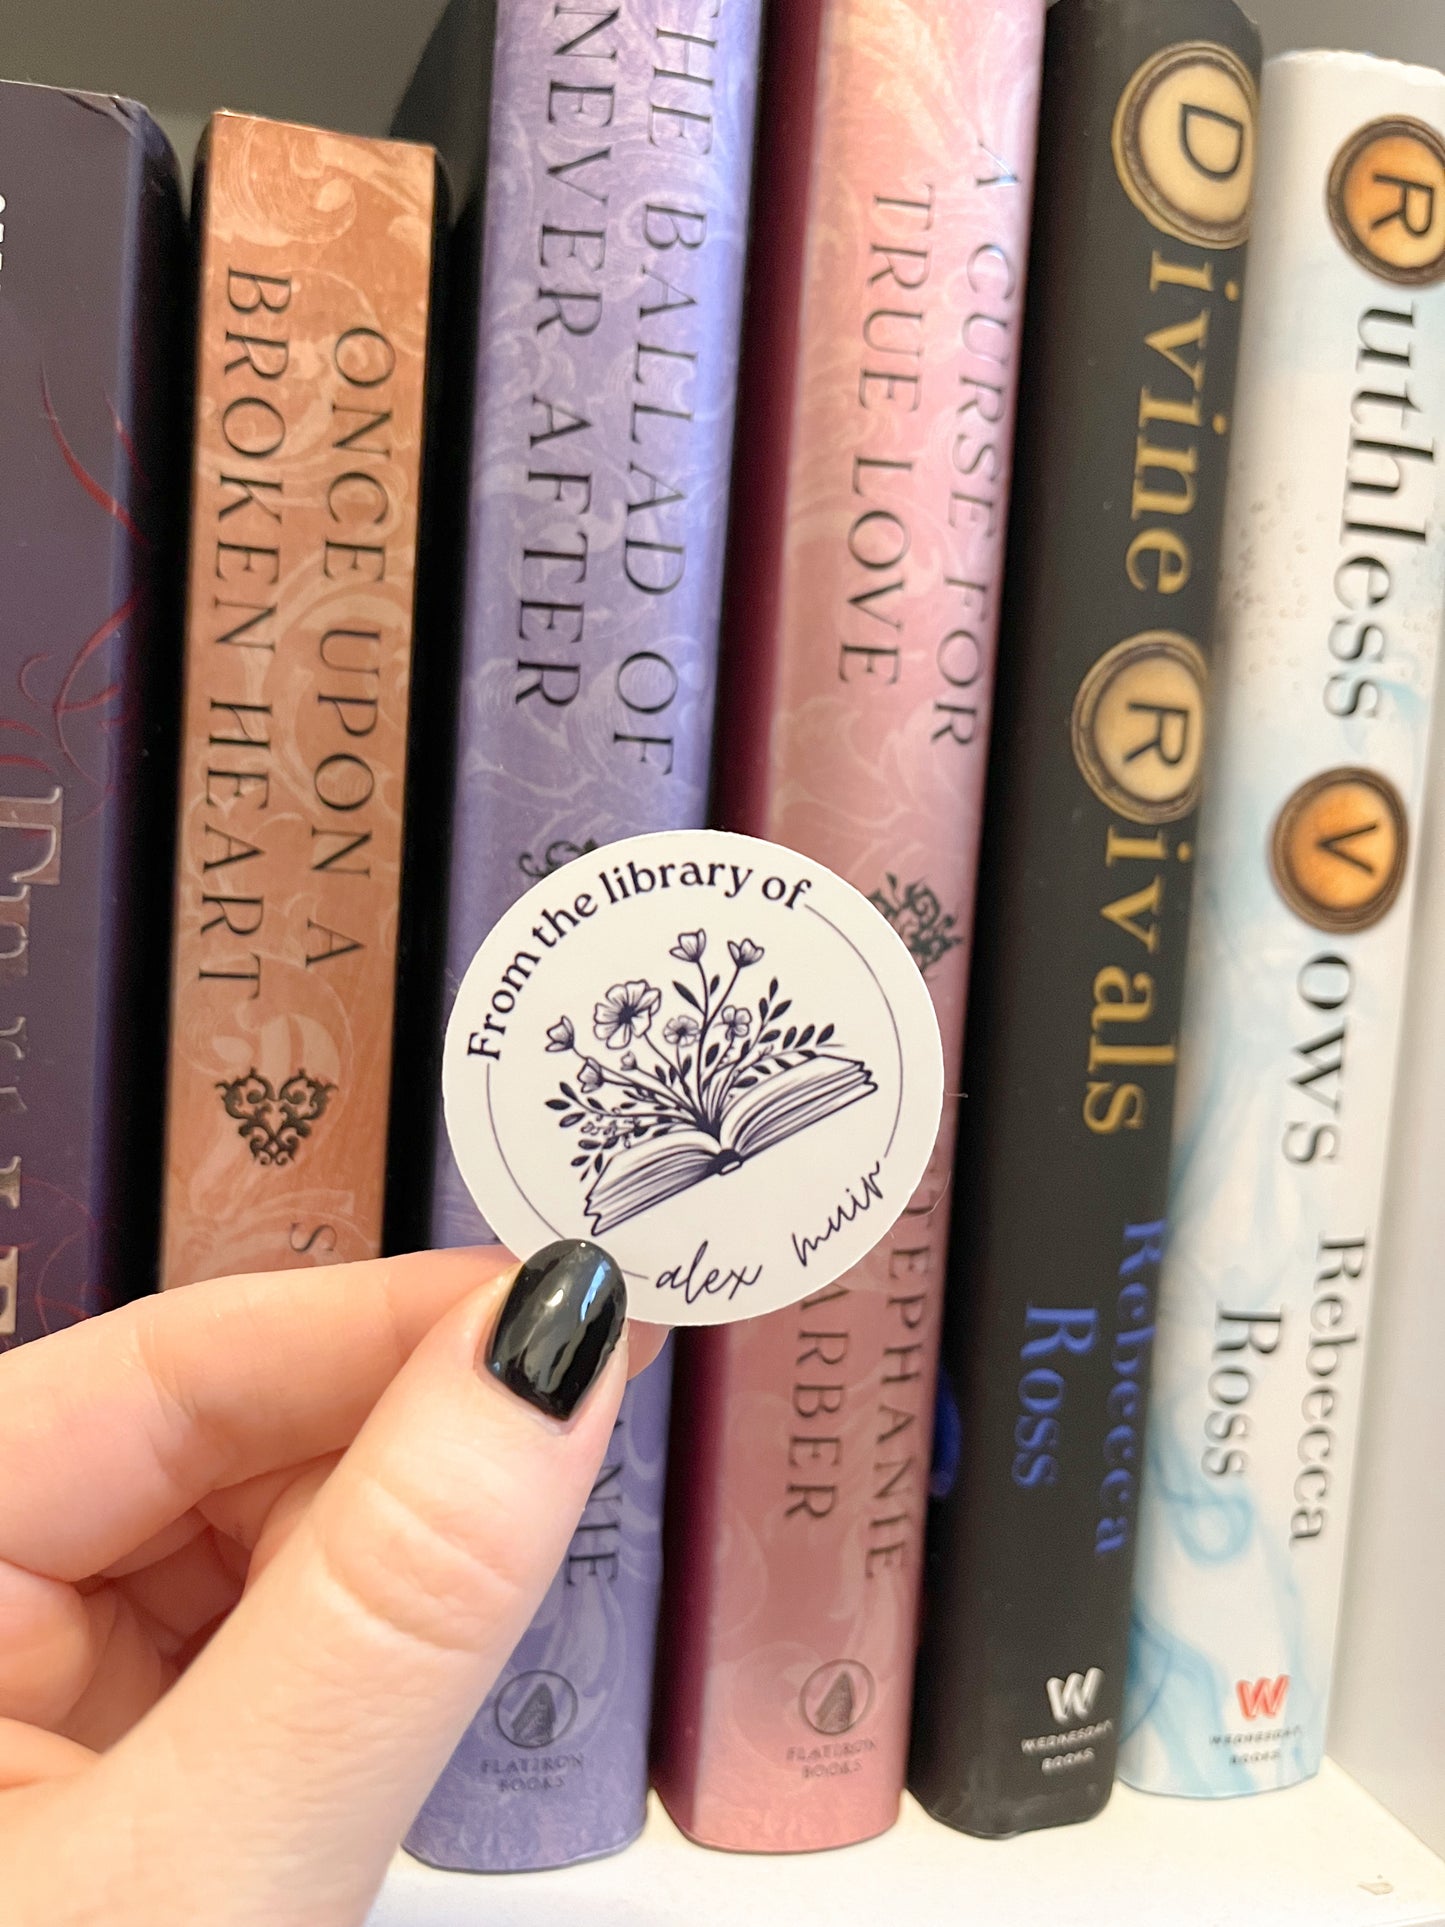 ONCE UPON A
BROKEN HEART
THE BALLAD OF
NEVER AFTER
A CURSE FOR
TRUE LOVE
STEPHANIE
GARBER
FLATIRON
BOOKS
FLATIRON
BOOKS
Divine Rivals
Rebecca
Ross
WEDNESDAY
BOOKS
Ruthless Vows
Rebecca
Ross
WEDNESDAY
BOOKS
From the library of
alex muir